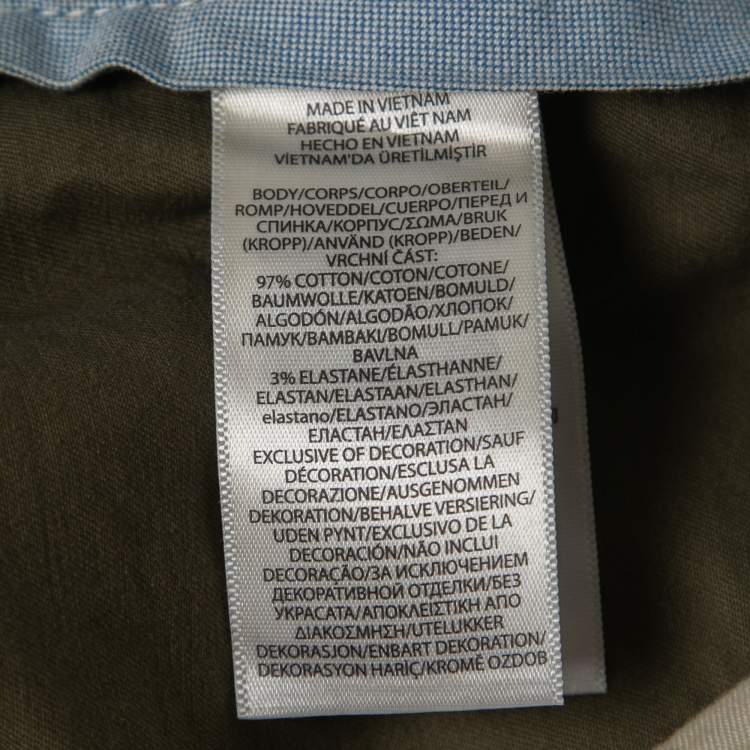 MADE IN VIETNAM
FABRIQUÉ AU VIÊT NAM
HECHO EN VIETNAM
VİETNAM'DA ÜRETİLMİŞTİR
BODY/CORPS/CORPO/OBERTEIL/
ROMP/HOVEDDEL/CUERPO/ПЕРЕД И
СПИНКА/КОРПУС/ΣΩΜΑ/BRUK
(KROPP)/ANVÄND (KROPP)/BEDEN/
VRCHNÍ ČÁST:
97% COTTON/COTON/COTONE/
BAUMWOLLE/KATOEN/BOMULD/
ALGODÓN/ALGODÃO/ХЛОПОК/
ПАМУК/ΒΑΜΒΑΚΙ/BOMULL/PAMUK/
BAVLNA
3% ELASTANE/ÉLASTHANNE/
ELASTAN/ELASTAAN/ELASTHAN/
elastano/ELASTANO/ЭЛАСТАН/
ЕЛАСТАН/ΕΛΑΣΤΑΝ
EXCLUSIVE OF DECORATION/SAUF
DÉCORATION/ESCLUSA LA
DECORAZIONE/AUSGENOMMEN
DEKORATION/BEHALVE VERSIERING/
UDEN PYNT/EXCLUSIVO DE LA
DECORACIÓN/NÃO INCLUI
DECORAÇÃO/ЗА ИСКЛЮЧЕНИЕМ
ДЕКОРАТИВНОЙ ОТДЕЛКИ/БЕЗ
УКРАСАТА/ΑΠΟΚΛΕΙΣΤΙΚΗ ΑΠΟ
ΔΙΑΚΟΣΜΗΣΗ/UTELUKKER
DEKORASJON/ENBART DEKORATION/
DEKORASYON HARİÇ/KROMĚ OZDOB